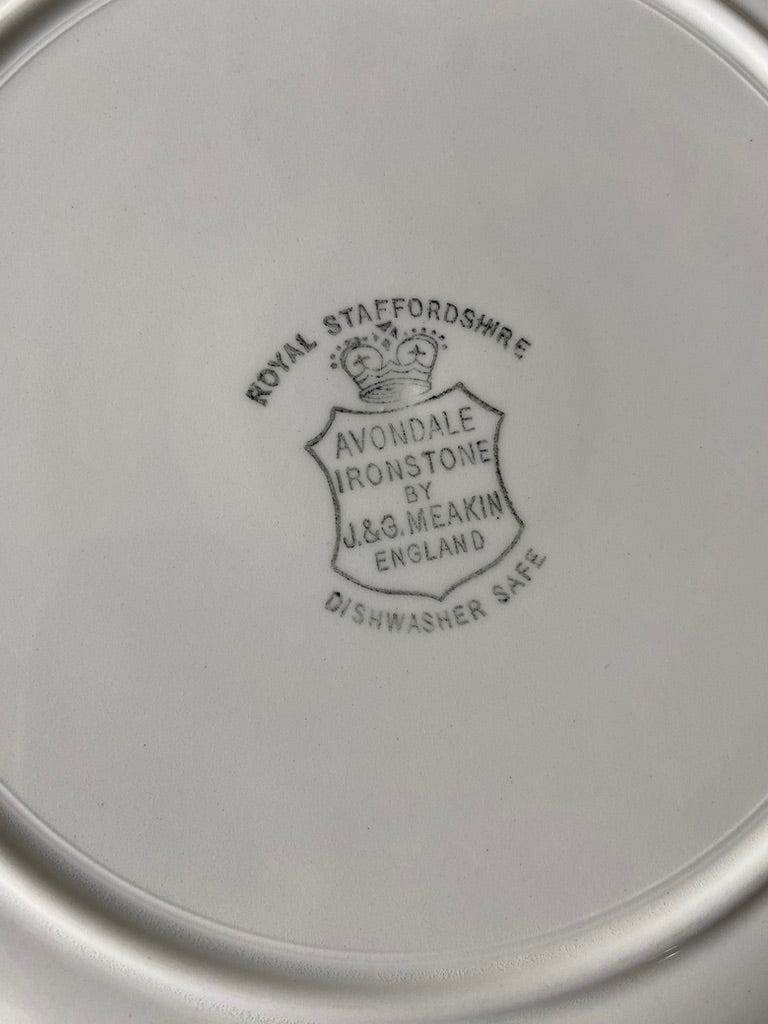 ROYAL STAFFORDSHIRE
AVONDALE
IRONSTONE
BY
J.&G. MEAKIN
ENGLAND
DISHWASHER SAFE